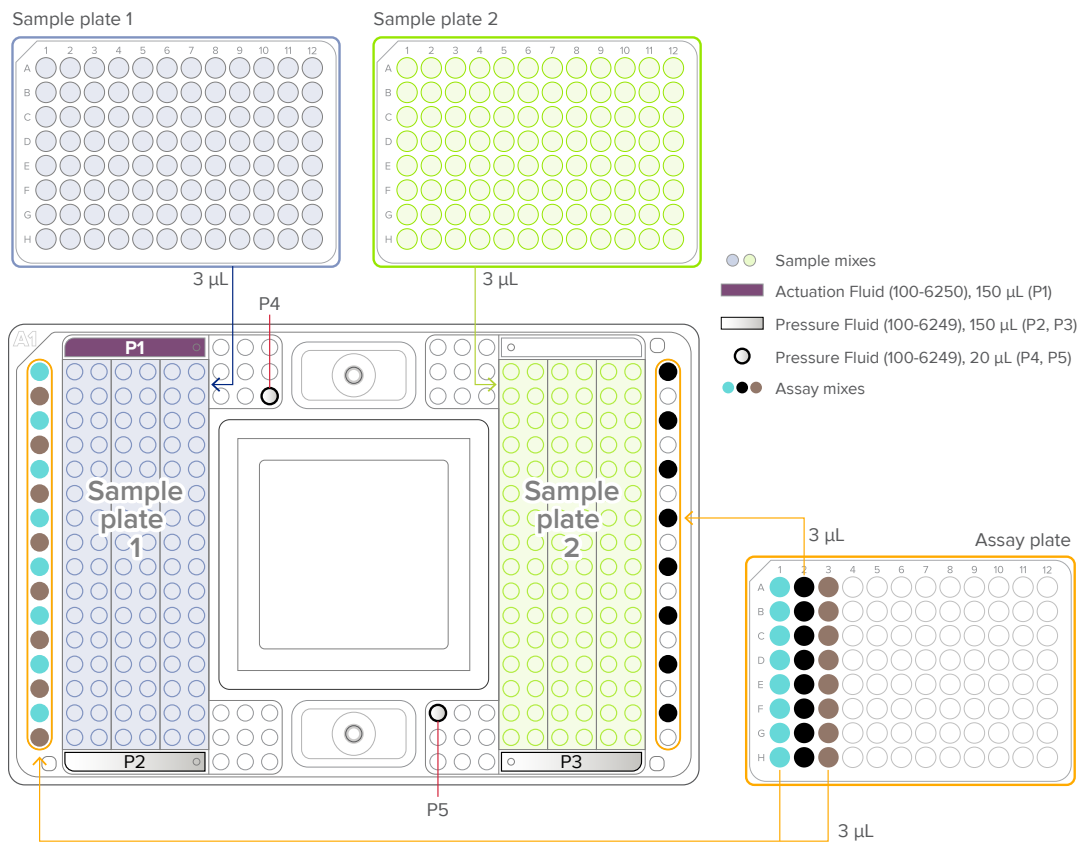 Sample plate 1
Sample plate 2
1 2 3 4 5 6 7 8 9 10 11 12
A
B
C
D
E
F
G
H
1 2 3 4 5 6 7 8 9 10 11 12
A
B
C
D
E
F
G
H
3 µL
3 µL
Sample mixes
Actuation Fluid (100-6250), 150 µL (P1)
Pressure Fluid (100-6249), 150 µL (P2, P3)
Pressure Fluid (100-6249), 20 µL (P4, P5)
Assay mixes
P4
A1
P1
Sample
plate
1
Sample
plate
2
P2
P3
P5
3 µL
Assay plate
1 2 3 4 5 6 7 8 9 10 11 12
A
B
C
D
E
F
G
H
3 µL